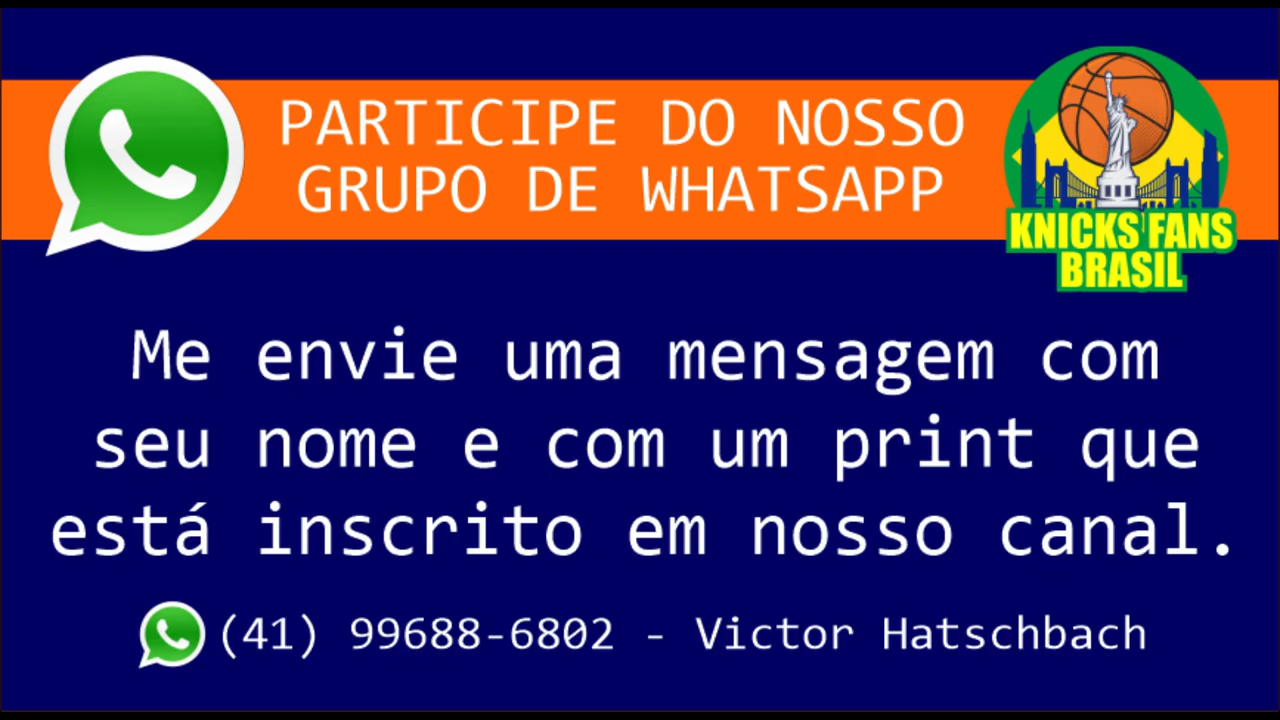 PARTICIPE DO NOSSO
GRUPO DE WHATSAPP
KNICKS FANS
BRASIL
Me envie uma mensagem com
seu nome e com um print que
está inscrito em nosso canal.
(41) 99688-6802 - Victor Hatschbach